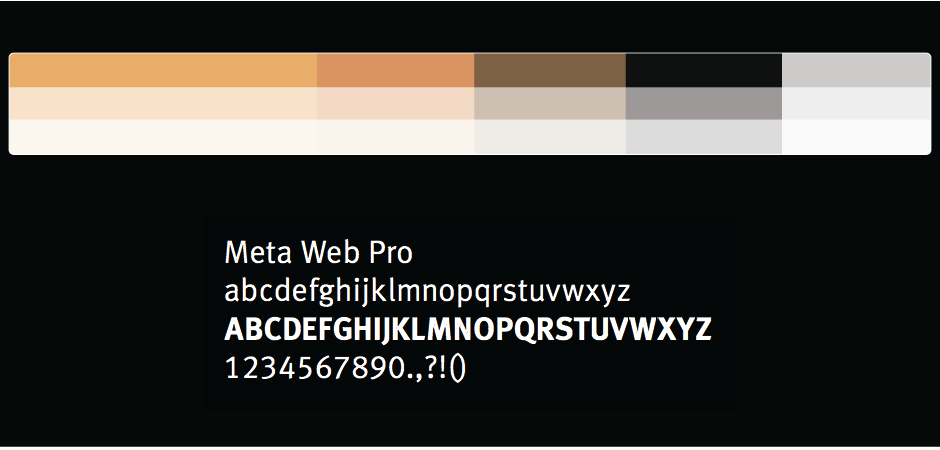 Meta Web Pro
abcdefghijklmnopqrstuvwxyz
ABCDEFGHIJKLMNOPQRSTUVWXYZ
1234567890.,?!()